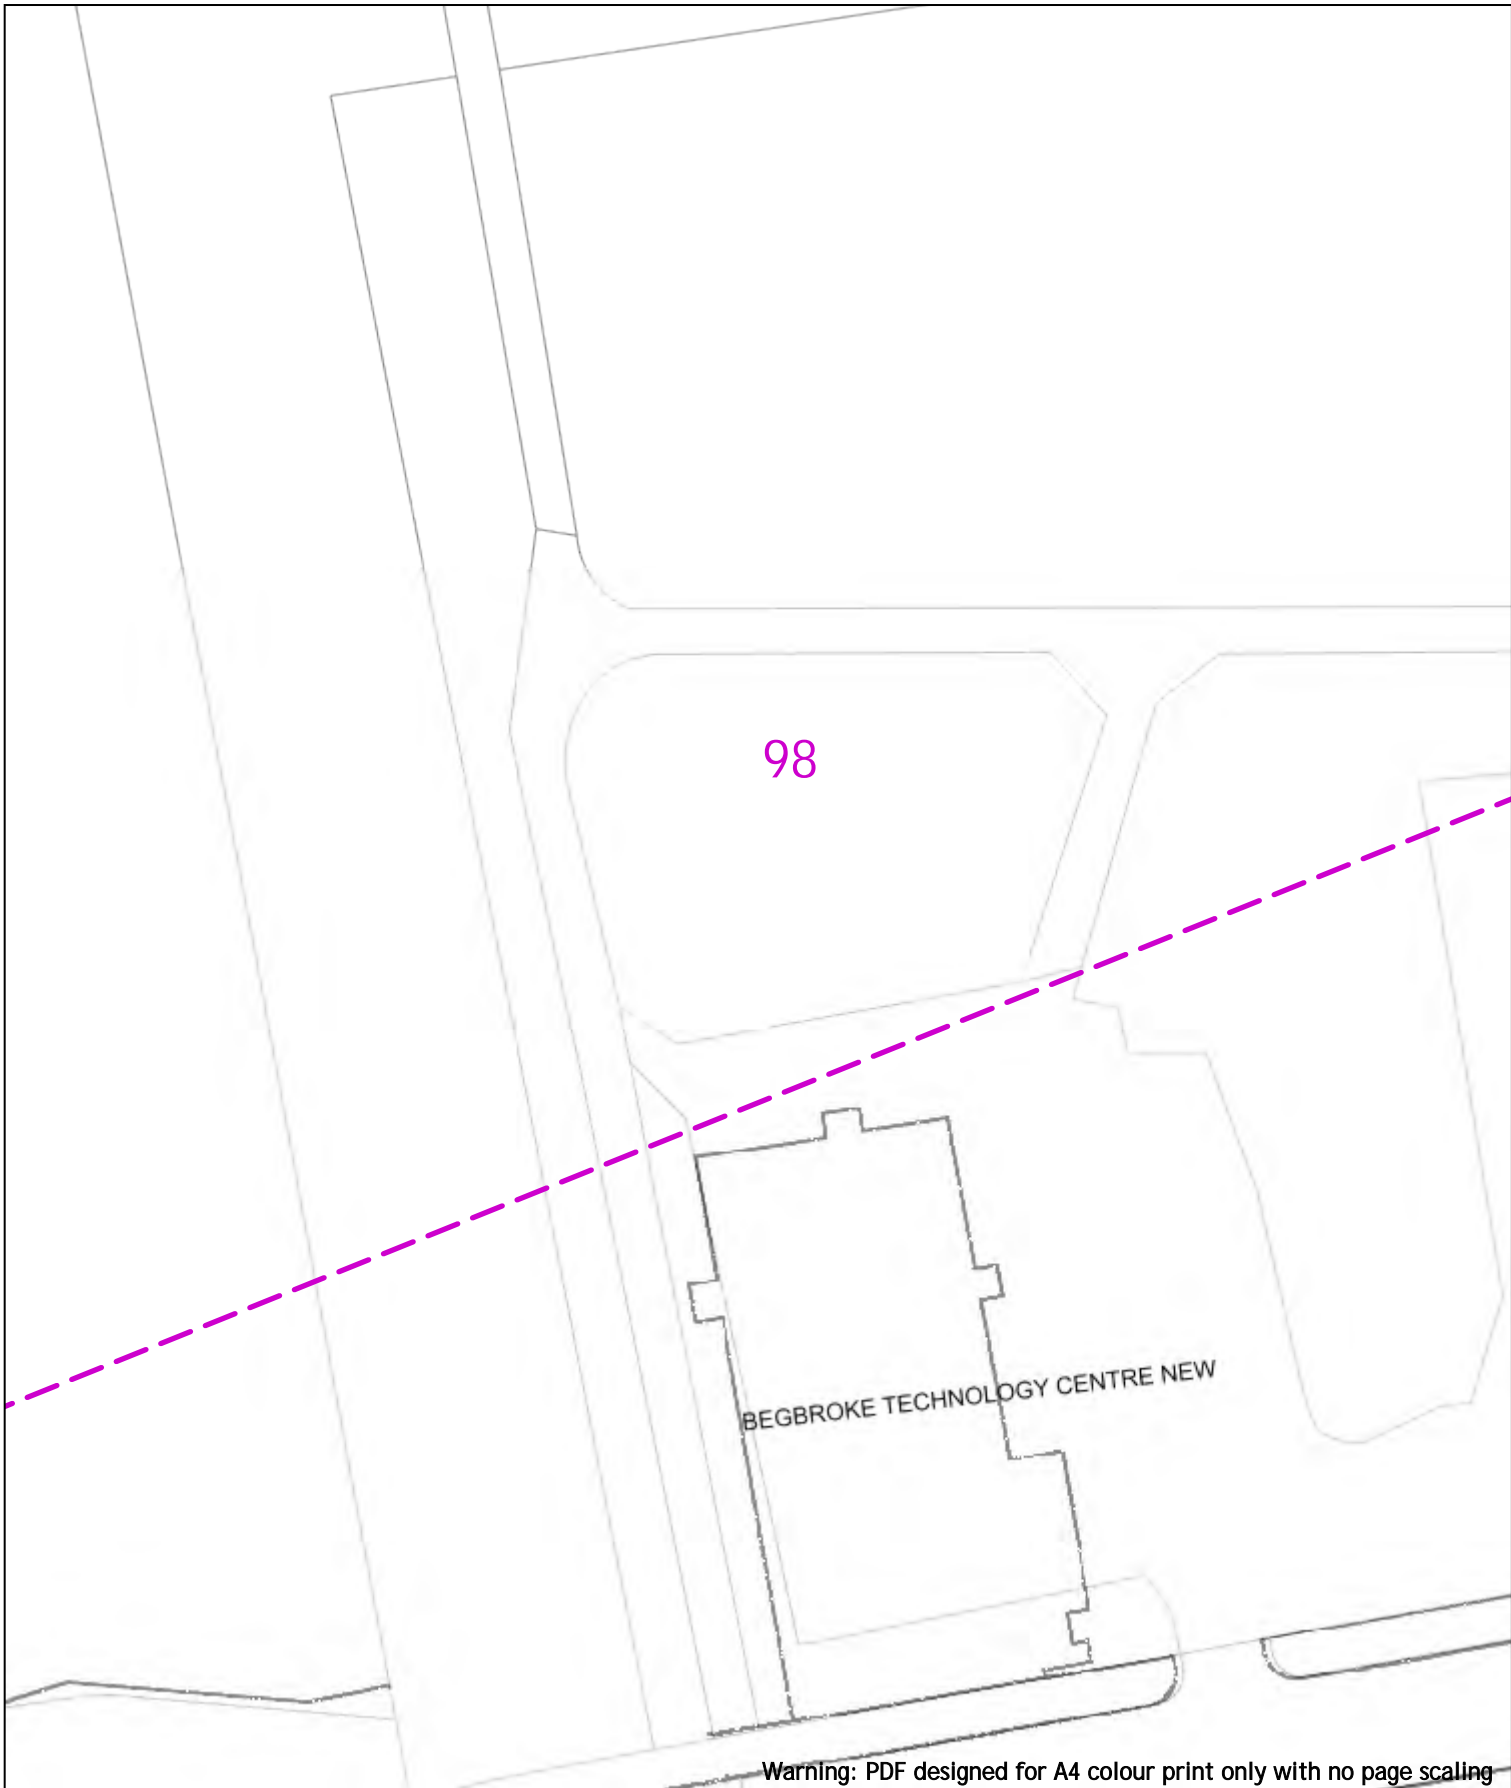 98
BEGBROKE TECHNOLOGY CENTRE NEW
Warning: PDF designed for A4 colour print only with no page scaling